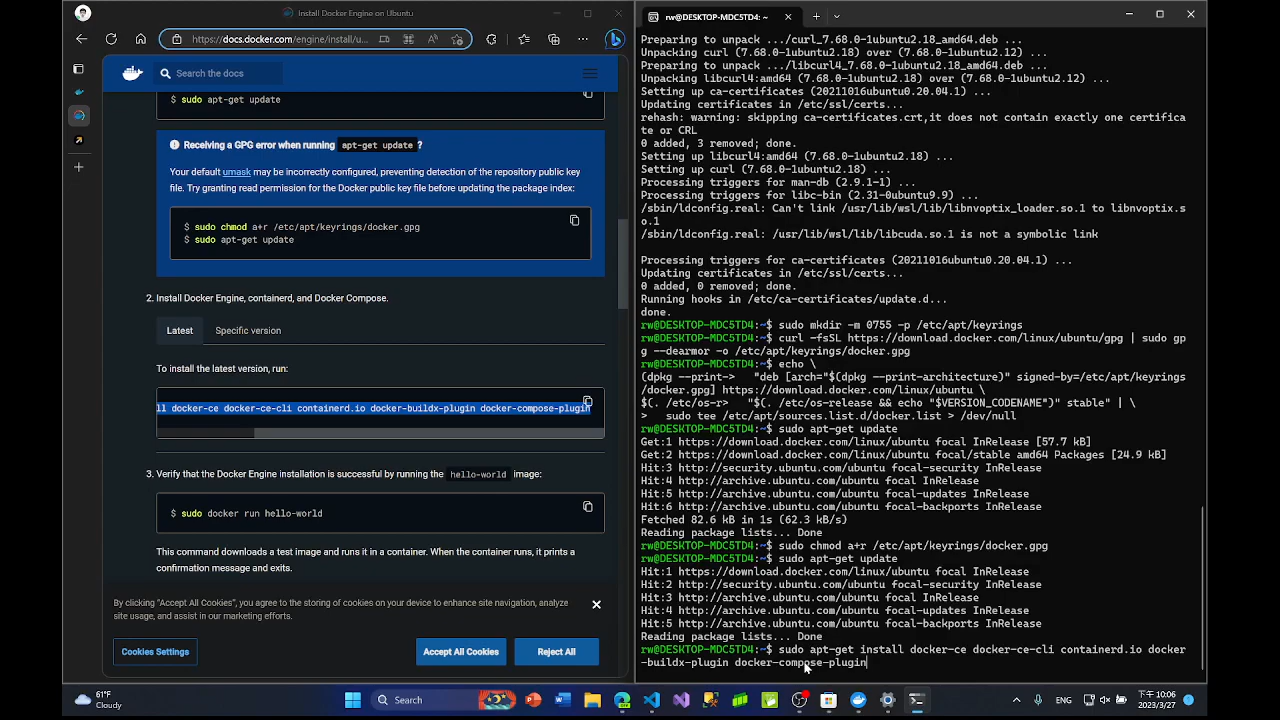 Install Docker Engine on Ubuntu
https://docs.docker.com/engine/install/u...
Search the docs
$ sudo apt-get update
Receiving a GPG error when running apt-get update ?
Your default umask may be incorrectly configured, preventing detection of the repository public key
file. Try granting read permission for the Docker public key file before updating the package index:
$ sudo chmod a+r /etc/apt/keyrings/docker.gpg
$ sudo apt-get update
2. Install Docker Engine, containerd, and Docker Compose.
Latest Specific version
To install the latest version, run:
ll docker-ce docker-ce-cli containerd.io docker-buildx-plugin docker-compose-plugin
3. Verify that the Docker Engine installation is successful by running the hello-world image:
$ sudo docker run hello-world
This command downloads a test image and runs it in a container. When the container runs, it prints a
confirmation message and exits.
By clicking "Accept All Cookies", you agree to the storing of cookies on your device to enhance site navigation, analyze
site usage, and assist in our marketing efforts.
Cookies Settings
Accept All Cookies
Reject All
rw@DESKTOP-MDC5TD4: ~
Preparing to unpack .../curl_7.68.0-1ubuntu2.18_amd64.deb ...
Unpacking curl (7.68.0-1ubuntu2.18) over (7.68.0-1ubuntu2.12) ...
Preparing to unpack .../libcurl4_7.68.0-1ubuntu2.18_amd64.deb ...
Unpacking libcurl4:amd64 (7.68.0-1ubuntu2.18) over (7.68.0-1ubuntu2.12) ...
Setting up ca-certificates (20211016ubuntu0.20.04.1) ...
Updating certificates in /etc/ssl/certs...
rehash: warning: skipping ca-certificates.crt,it does not contain exactly one certifica
te or CRL
0 added, 3 removed; done.
Setting up libcurl4:amd64 (7.68.0-1ubuntu2.18) ...
Setting up curl (7.68.0-1ubuntu2.18) ...
Processing triggers for man-db (2.9.1-1) ...
Processing triggers for libc-bin (2.31-0ubuntu9.9) ...
/sbin/ldconfig.real: Can't link /usr/lib/wsl/lib/libnvoptix_loader.so.1 to libnvoptix.s
o.1
/sbin/ldconfig.real: /usr/lib/wsl/lib/libcuda.so.1 is not a symbolic link
Processing triggers for ca-certificates (20211016ubuntu0.20.04.1) ...
Updating certificates in /etc/ssl/certs...
0 added, 0 removed; done.
Running hooks in /etc/ca-certificates/update.d...
done.
rw@DESKTOP-MDC5TD4:~$ sudo mkdir -m 0755 -p /etc/apt/keyrings
rw@DESKTOP-MDC5TD4:~$ curl -fsSL https://download.docker.com/linux/ubuntu/gpg | sudo gp
g --dearmor -o /etc/apt/keyrings/docker.gpg
rw@DESKTOP-MDC5TD4:~$ echo \
(dpkg --print-> "deb [arch="$(dpkg --print-architecture)" signed-by=/etc/apt/keyrings
/docker.gpg] https://download.docker.com/linux/ubuntu \
$(. /etc/os-r> "$(. /etc/os-release && echo "$VERSION_CODENAME")" stable" | \
> sudo tee /etc/apt/sources.list.d/docker.list > /dev/null
rw@DESKTOP-MDC5TD4:~$ sudo apt-get update
Get:1 https://download.docker.com/linux/ubuntu focal InRelease [57.7 kB]
Get:2 https://download.docker.com/linux/ubuntu focal/stable amd64 Packages [24.9 kB]
Hit:3 http://security.ubuntu.com/ubuntu focal-security InRelease
Hit:4 http://archive.ubuntu.com/ubuntu focal InRelease
Hit:5 http://archive.ubuntu.com/ubuntu focal-updates InRelease
Hit:6 http://archive.ubuntu.com/ubuntu focal-backports InRelease
Fetched 82.6 kB in 1s (62.3 kB/s)
Reading package lists... Done
rw@DESKTOP-MDC5TD4:~$ sudo chmod a+r /etc/apt/keyrings/docker.gpg
rw@DESKTOP-MDC5TD4:~$ sudo apt-get update
Hit:1 https://download.docker.com/linux/ubuntu focal InRelease
Hit:2 http://security.ubuntu.com/ubuntu focal-security InRelease
Hit:3 http://archive.ubuntu.com/ubuntu focal InRelease
Hit:4 http://archive.ubuntu.com/ubuntu focal-updates InRelease
Hit:5 http://archive.ubuntu.com/ubuntu focal-backports InRelease
Reading package lists... Done
rw@DESKTOP-MDC5TD4:~$ sudo apt-get install docker-ce docker-ce-cli containerd.io docker
-buildx-plugin docker-compose-plugin
61°F
Cloudy
Search
ENG
下午 10:06
2023/3/27